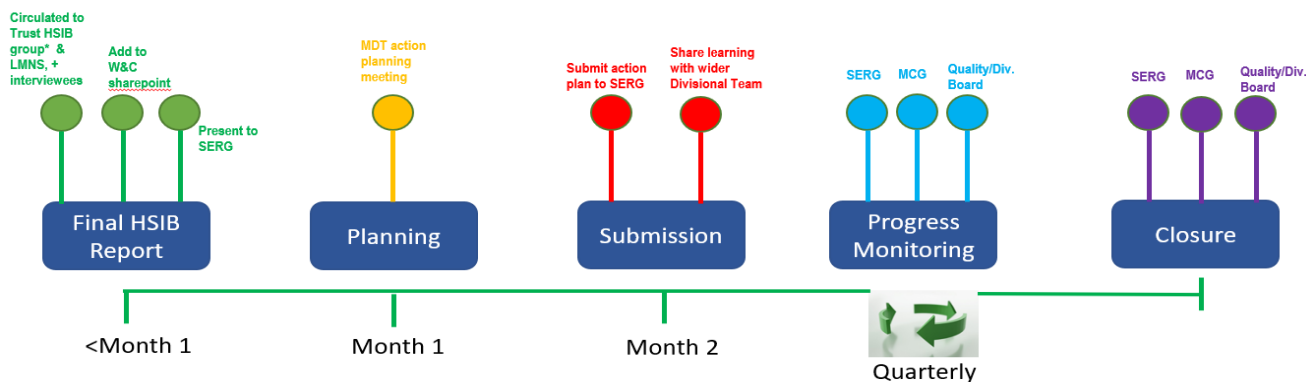 Circulated to
Trust HSIB
group* &
LMNS, +
interviewees
Add to
W&C
sharepoint
Present to
SERG
MDT action
planning
meeting
Submit action
plan to SERG
Share learning
with wider
Divisional Team
SERG
MCG
Quality/Div.
Board
SERG
MCG
Quality/Div.
Board
Final HSIB
Report
Planning
Submission
Progress
Monitoring
Closure
<Month 1
Month 1
Month 2
Quarterly